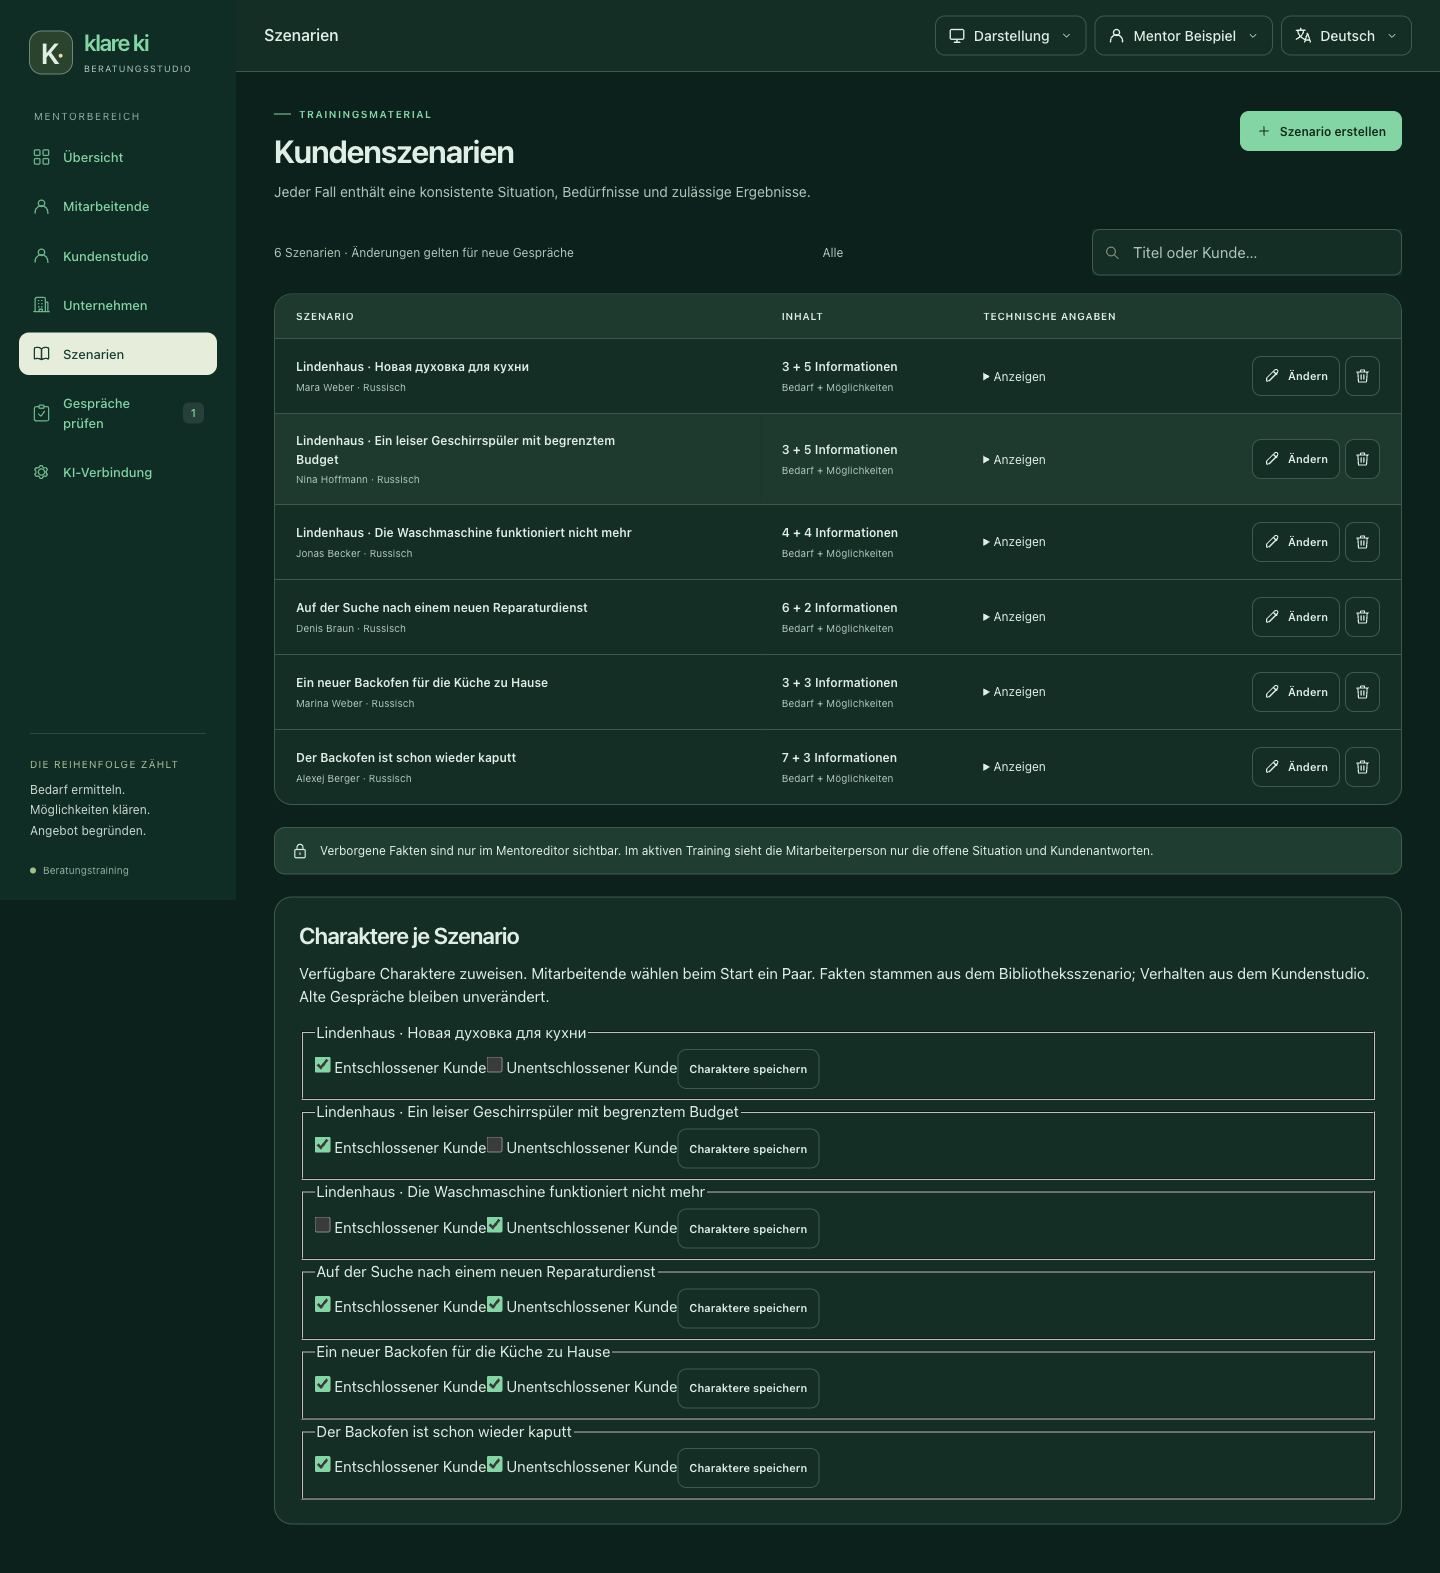 K
klare ki
BERATUNGSSTUDIO
MENTORBEREICH
Übersicht
Mitarbeitende
Kundenstudio
Unternehmen
Szenarien
Gespräche
prüfen
1
KI-Verbindung
DIE REIHENFOLGE ZÄHLT
Bedarf ermitteln.
Möglichkeiten klären.
Angebot begründen.
Beratungstraining
Szenarien
Darstellung
Mentor Beispiel
Deutsch
TRAININGSMATERIAL
Kundenszenarien
Jeder Fall enthält eine konsistente Situation, Bedürfnisse und zulässige Ergebnisse.
+ Szenario erstellen
6 Szenarien · Änderungen gelten für neue Gespräche
Alle
Titel oder Kunde...
SZENARIO INHALT TECHNISCHE ANGABEN
Lindenhaus · Новая духовка для кухни
Mara Weber · Russisch
3 + 5 Informationen
Bedarf + Möglichkeiten
Anzeigen
Ändern
Lindenhaus · Ein leiser Geschirrspüler mit begrenztem
Budget
Nina Hoffmann · Russisch
3 + 5 Informationen
Bedarf + Möglichkeiten
Anzeigen
Ändern
Lindenhaus · Die Waschmaschine funktioniert nicht mehr
Jonas Becker · Russisch
4 + 4 Informationen
Bedarf + Möglichkeiten
Anzeigen
Ändern
Auf der Suche nach einem neuen Reparaturdienst
Denis Braun · Russisch
6 + 2 Informationen
Bedarf + Möglichkeiten
Anzeigen
Ändern
Ein neuer Backofen für die Küche zu Hause
Marina Weber · Russisch
3 + 3 Informationen
Bedarf + Möglichkeiten
Anzeigen
Ändern
Der Backofen ist schon wieder kaputt
Alexej Berger · Russisch
7 + 3 Informationen
Bedarf + Möglichkeiten
Anzeigen
Ändern
Verborgene Fakten sind nur im Mentoreditor sichtbar. Im aktiven Training sieht die Mitarbeiterperson nur die offene Situation und Kundenantworten.
Charaktere je Szenario
Verfügbare Charaktere zuweisen. Mitarbeitende wählen beim Start ein Paar. Fakten stammen aus dem Bibliotheksszenario; Verhalten aus dem Kundenstudio.
Alte Gespräche bleiben unverändert.
Lindenhaus · Новая духовка для кухни
Entschlossener Kunde Unentschlossener Kunde Charaktere speichern
Lindenhaus · Ein leiser Geschirrspüler mit begrenztem Budget
Entschlossener Kunde Unentschlossener Kunde Charaktere speichern
Lindenhaus · Die Waschmaschine funktioniert nicht mehr
Entschlossener Kunde Unentschlossener Kunde Charaktere speichern
Auf der Suche nach einem neuen Reparaturdienst
Entschlossener Kunde Unentschlossener Kunde Charaktere speichern
Ein neuer Backofen für die Küche zu Hause
Entschlossener Kunde Unentschlossener Kunde Charaktere speichern
Der Backofen ist schon wieder kaputt
Entschlossener Kunde Unentschlossener Kunde Charaktere speichern